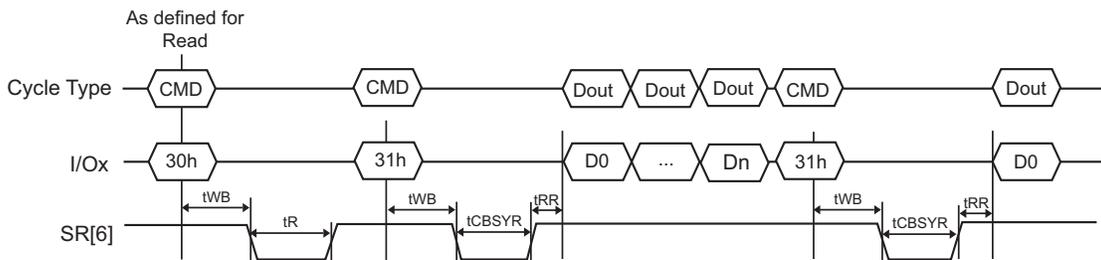 As defined for
Read
Cycle Type CMD CMD Dout Dout Dout CMD Dout
I/Ox 30h 31h D0 ... Dn 31h D0
tWB tR tWB tCBSYR tRR tWB tCBSYR tRR
SR[6]